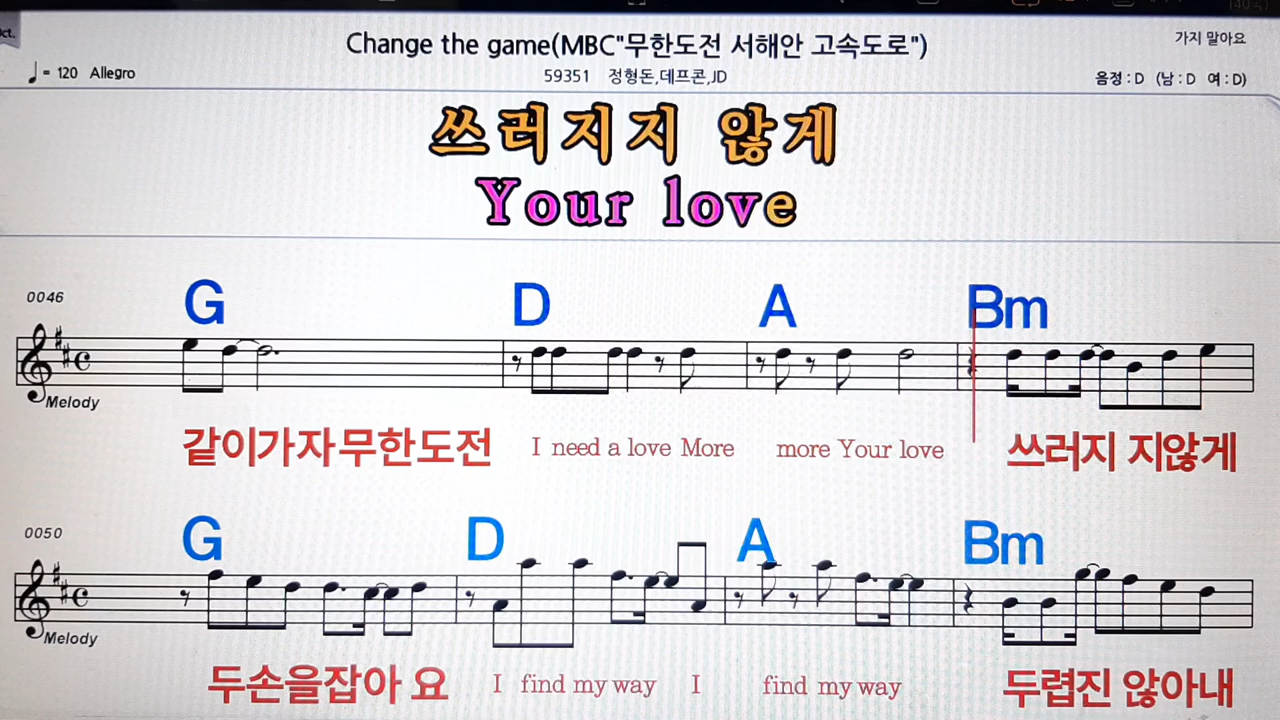 Oct.
Change the game(MBC"무한도전 서해안 고속도로")
가지 말아요
= 120 Allegro
59351 정형돈,데프콘,JD
음정 : D (남 : D 여 : D)
쓰러지지 않게
Your love
0046
G D A Bm
Melody
같이가자무한도전 I need a love More more Your love 쓰러지 지않게
0050
G D A Bm
Melody
두손을잡아 요 I find my way I find my way 두렵진 않아내